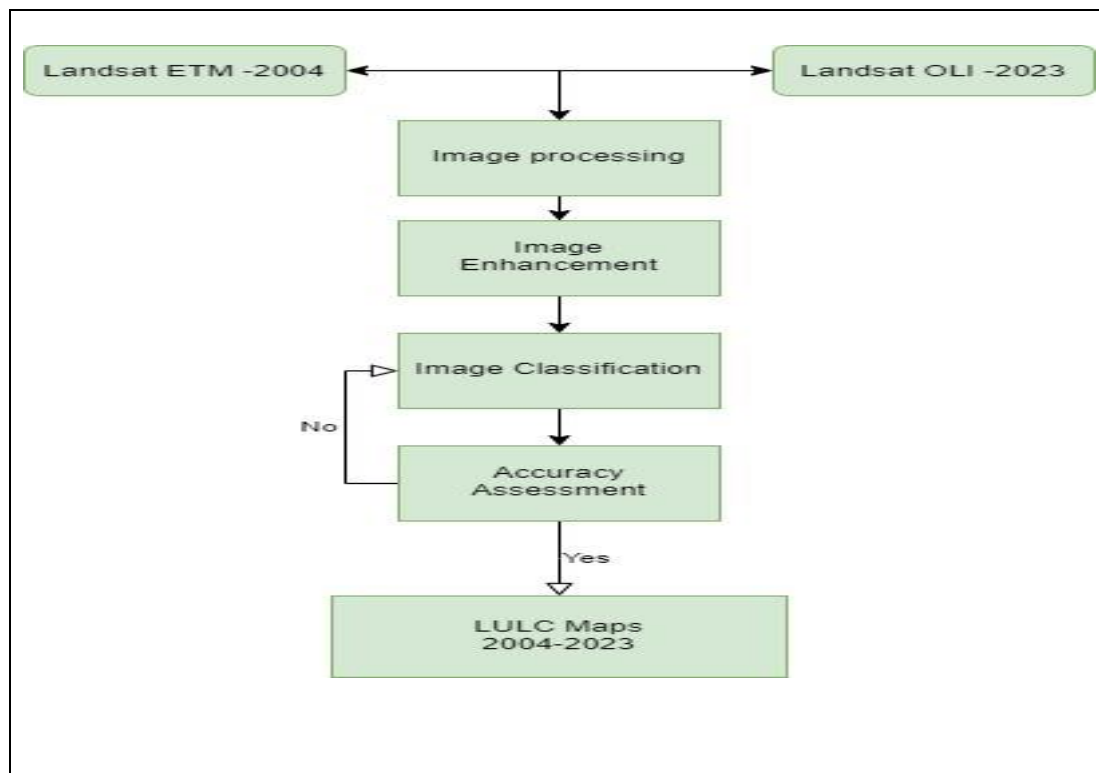 Landsat ETM -2004
Landsat OLI -2023
Image processing
Image
Enhancement
Image Classification
No
Accuracy
Assessment
Yes
LULC Maps
2004-2023